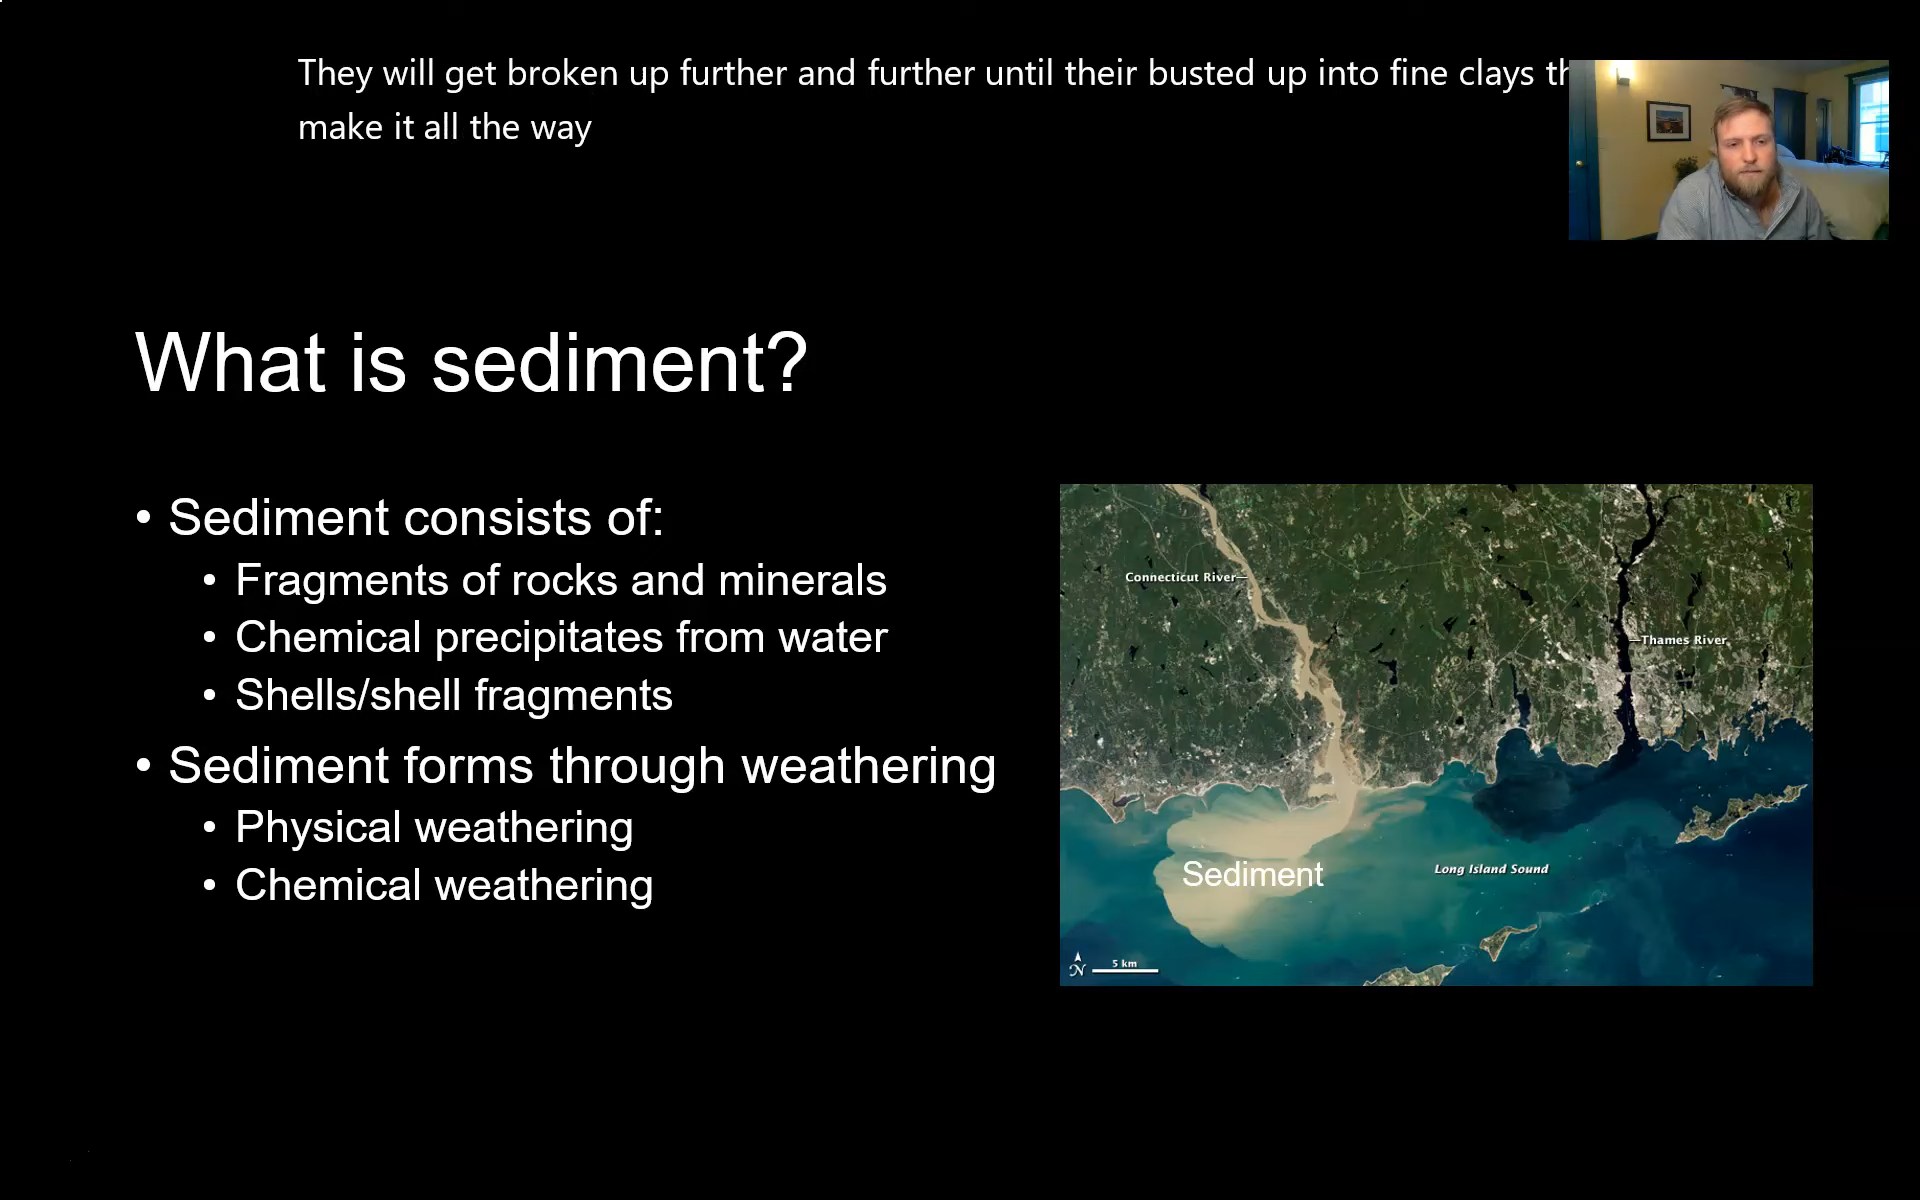 They will get broken up further and further until their busted up into fine clays th
make it all the way
What is sediment?
• Sediment consists of:
• Fragments of rocks and minerals
• Chemical precipitates from water
• Shells/shell fragments
• Sediment forms through weathering
• Physical weathering
• Chemical weathering
Connecticut River
Thames River
Sediment
Long Island Sound
N
5 km